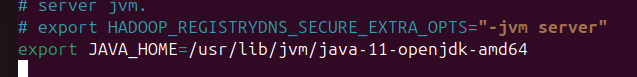 # server jvm.
# export HADOOP_REGISTRYDNS_SECURE_EXTRA_OPTS="-jvm server"
export JAVA_HOME=/usr/lib/jvm/java-11-openjdk-amd64